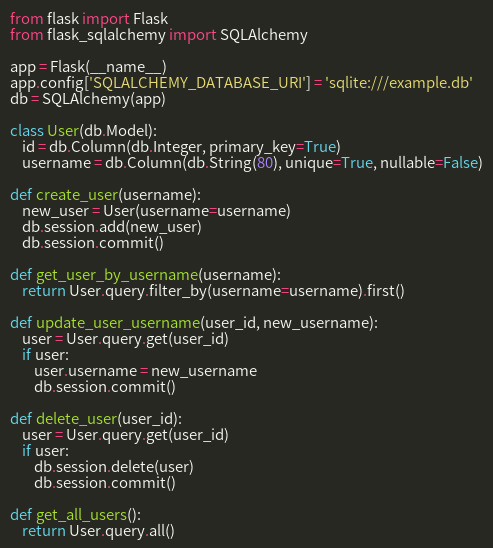 from flask import Flask
from flask_sqlalchemy import SQLAlchemy

app = Flask(__name__)
app.config['SQLALCHEMY_DATABASE_URI'] = 'sqlite:///example.db'
db = SQLAlchemy(app)

class User(db.Model):
    id = db.Column(db.Integer, primary_key=True)
    username = db.Column(db.String(80), unique=True, nullable=False)

def create_user(username):
    new_user = User(username=username)
    db.session.add(new_user)
    db.session.commit()

def get_user_by_username(username):
    return User.query.filter_by(username=username).first()

def update_user_username(user_id, new_username):
    user = User.query.get(user_id)
    if user:
        user.username = new_username
        db.session.commit()

def delete_user(user_id):
    user = User.query.get(user_id)
    if user:
        db.session.delete(user)
        db.session.commit()

def get_all_users():
    return User.query.all()